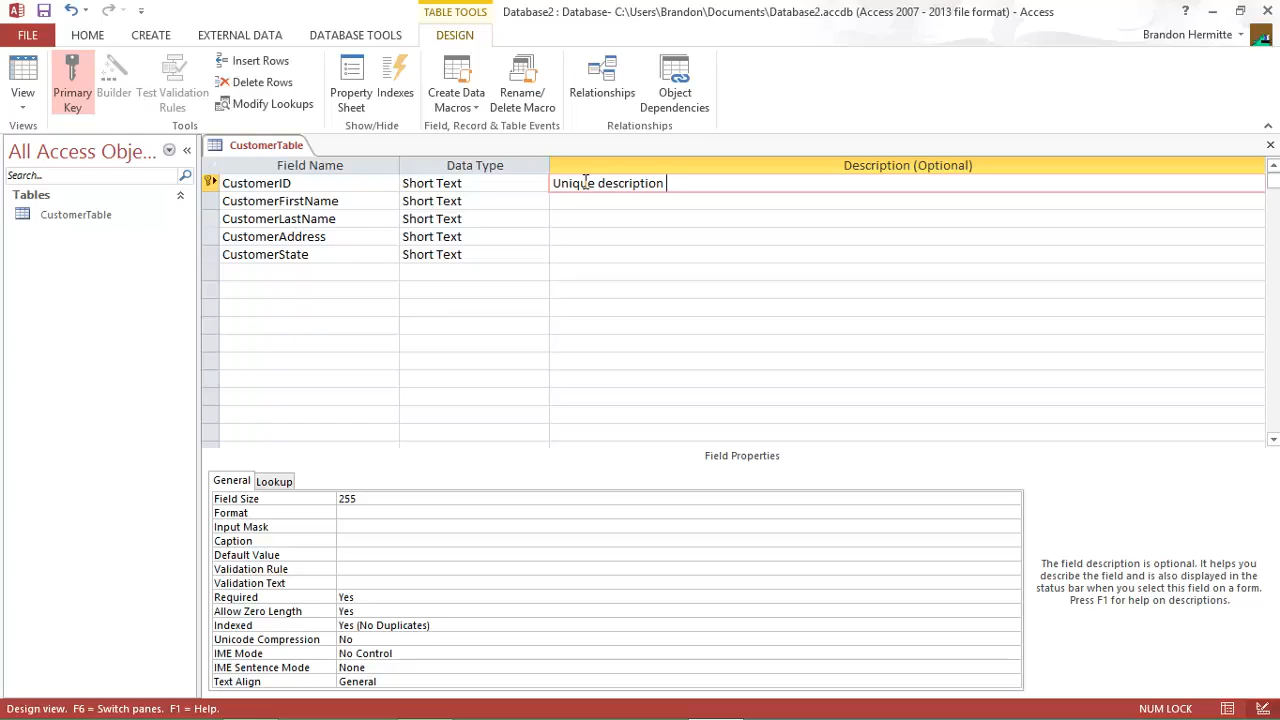 TABLE TOOLS
Database2 : Database- C:\Users\Brandon\Documents\Database2.accdb (Access 2007 - 2013 file format) - Access
?
FILE HOME CREATE EXTERNAL DATA DATABASE TOOLS DESIGN
Brandon Hermitte
View
Views
Primary Key
Builder
Test Validation Rules
Insert Rows
Delete Rows
Modify Lookups
Tools
Property Sheet
Indexes
Show/Hide
Create Data Macros
Rename/ Delete Macro
Field, Record & Table Events
Relationships
Object Dependencies
Relationships
All Access Obje...
Search...
Tables
CustomerTable
CustomerTable
Field Name Data Type Description (Optional)
CustomerID Short Text Unique description
CustomerFirstName Short Text
CustomerLastName Short Text
CustomerAddress Short Text
CustomerState Short Text
Field Properties
General Lookup
Field Size 255
Format
Input Mask
Caption
Default Value
Validation Rule
Validation Text
Required Yes
Allow Zero Length Yes
Indexed Yes (No Duplicates)
Unicode Compression No
IME Mode No Control
IME Sentence Mode None
Text Align General
The field description is optional. It helps you
describe the field and is also displayed in the
status bar when you select this field on a form.
Press F1 for help on descriptions.
Design view. F6 = Switch panes. F1 = Help.
NUM LOCK